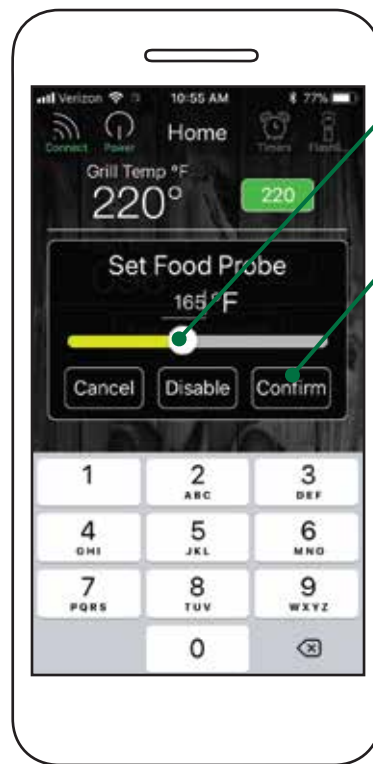 Verizon 10:55 AM 77%
Connect Power Home Timers
Grill Temp °F
220° 220
Set Food Probe
165 °F
Cancel Disable Confirm
1 2 3
ABC DEF
4 5 6
GHI JKL MNO
7 8 9
PQRS TUV WXYZ
0